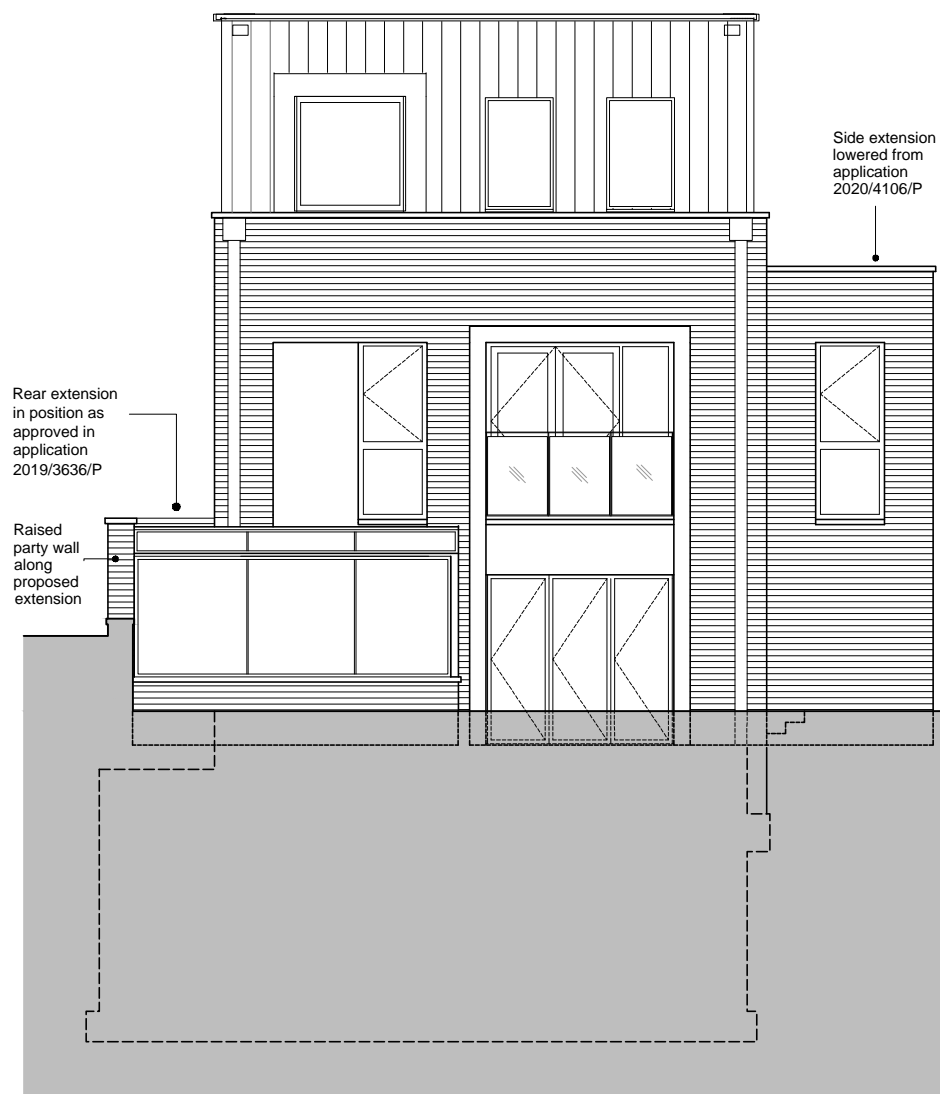 Side extension
lowered from
application
2020/4106/P
Rear extension
in position as
approved in
application
2019/3636/P
Raised
party wall
along
proposed
extension